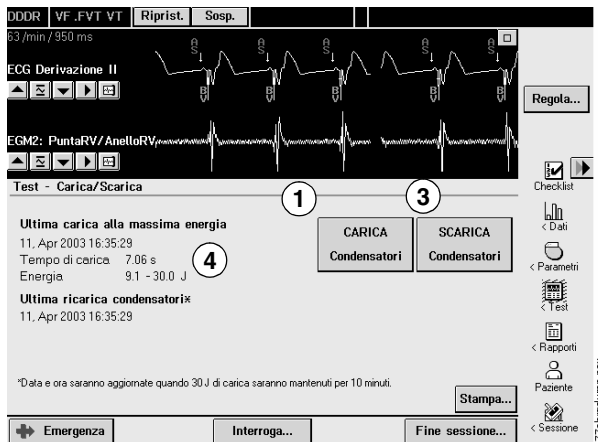 DDDR VF .FVT VT Riprist. Sosp.
63 /min / 950 ms
A S A S A S A S
ECG Derivazione II
B V B V B V B V
Regola...
EGM2: PuntaRV/AnelloRV
Test - Carica/Scarica
Checklist
1 3
Ultima carica alla massima energia
11, Apr 2003 16:35:29
Tempo di carica 7.06 s
Energia 9.1 - 30.0 J
4
CARICA
Condensatori
SCARICA
Condensatori
Ultima ricarica condensatori*
11, Apr 2003 16:35:29
< Dati
< Parametri
< Test
< Rapporti
Paziente
< Sessione
*Data e ora saranno aggiornate quando 30 J di carica saranno mantenuti per 10 minuti.
Stampa...
Emergenza Interroga... Fine sessione...